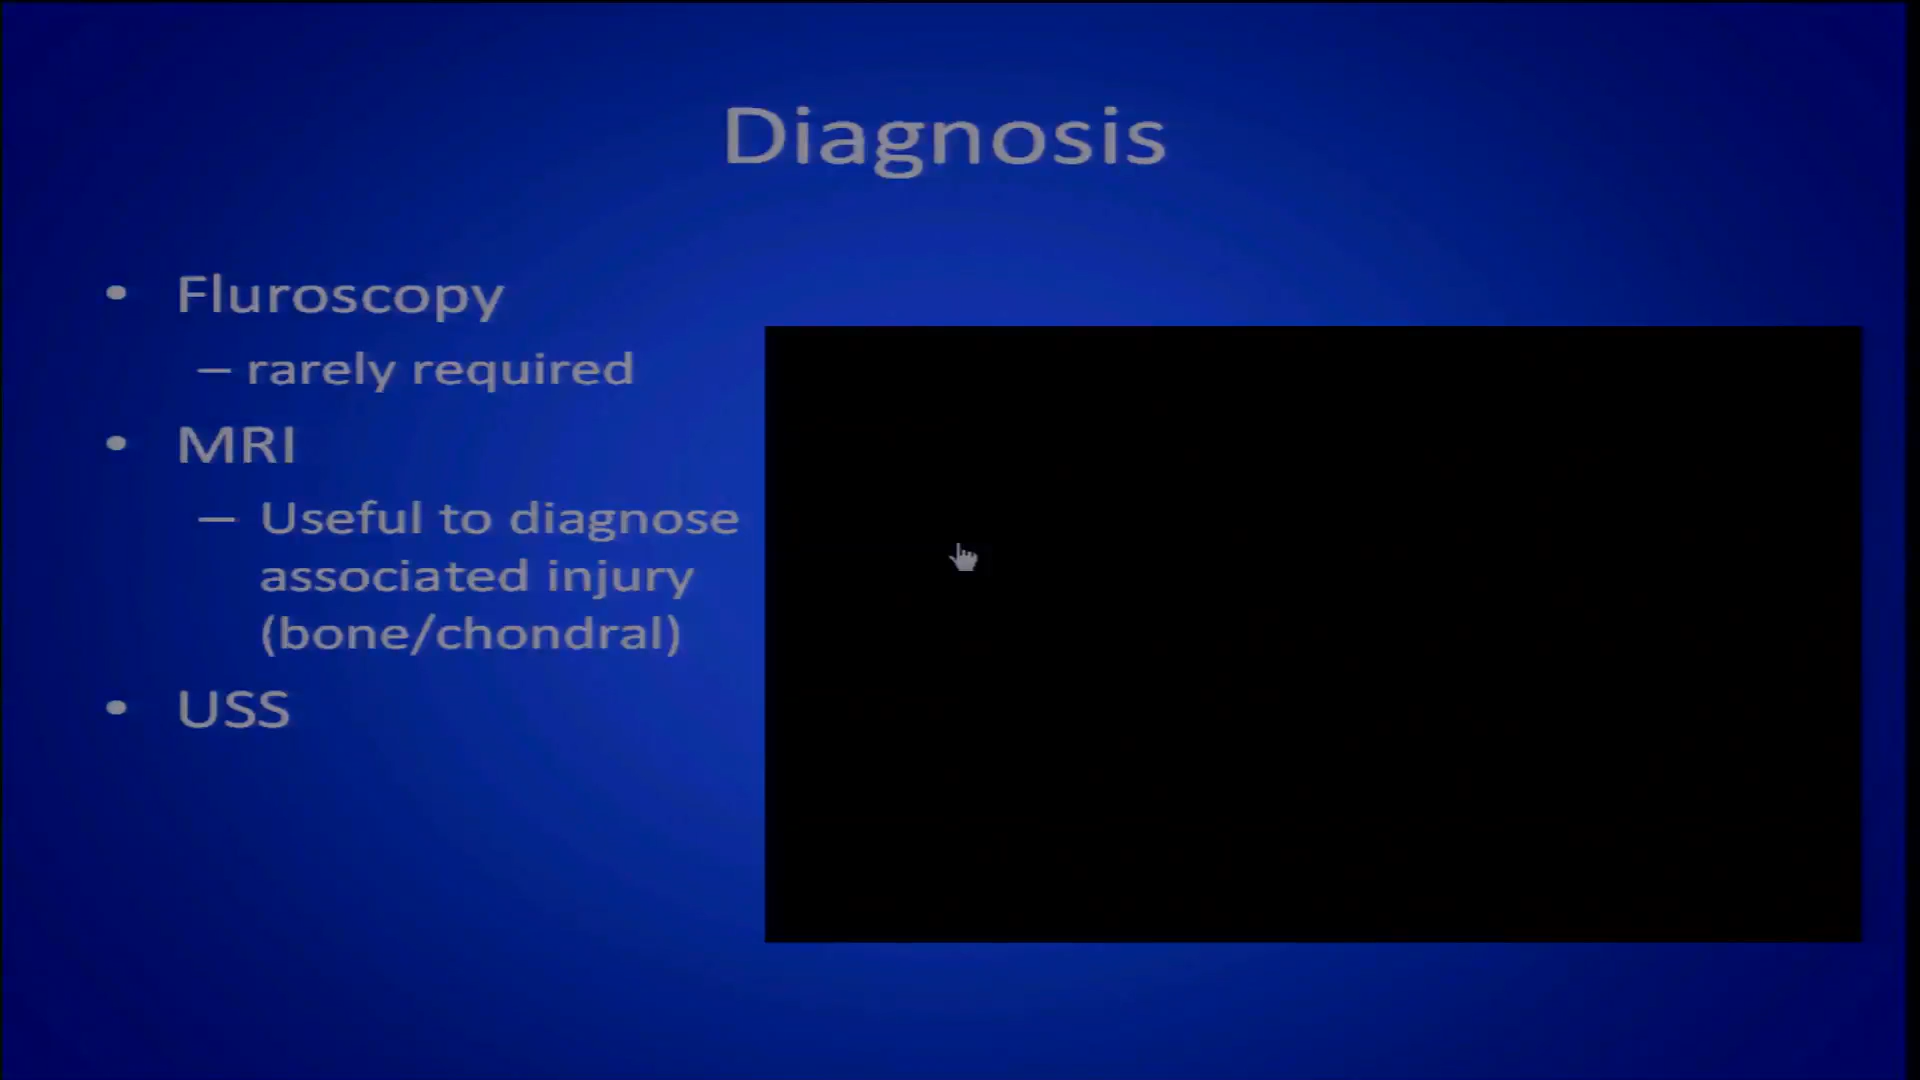 Diagnosis
• Fluroscopy
– rarely required
• MRI
– Useful to diagnose
associated injury
(bone/chondral)
• USS